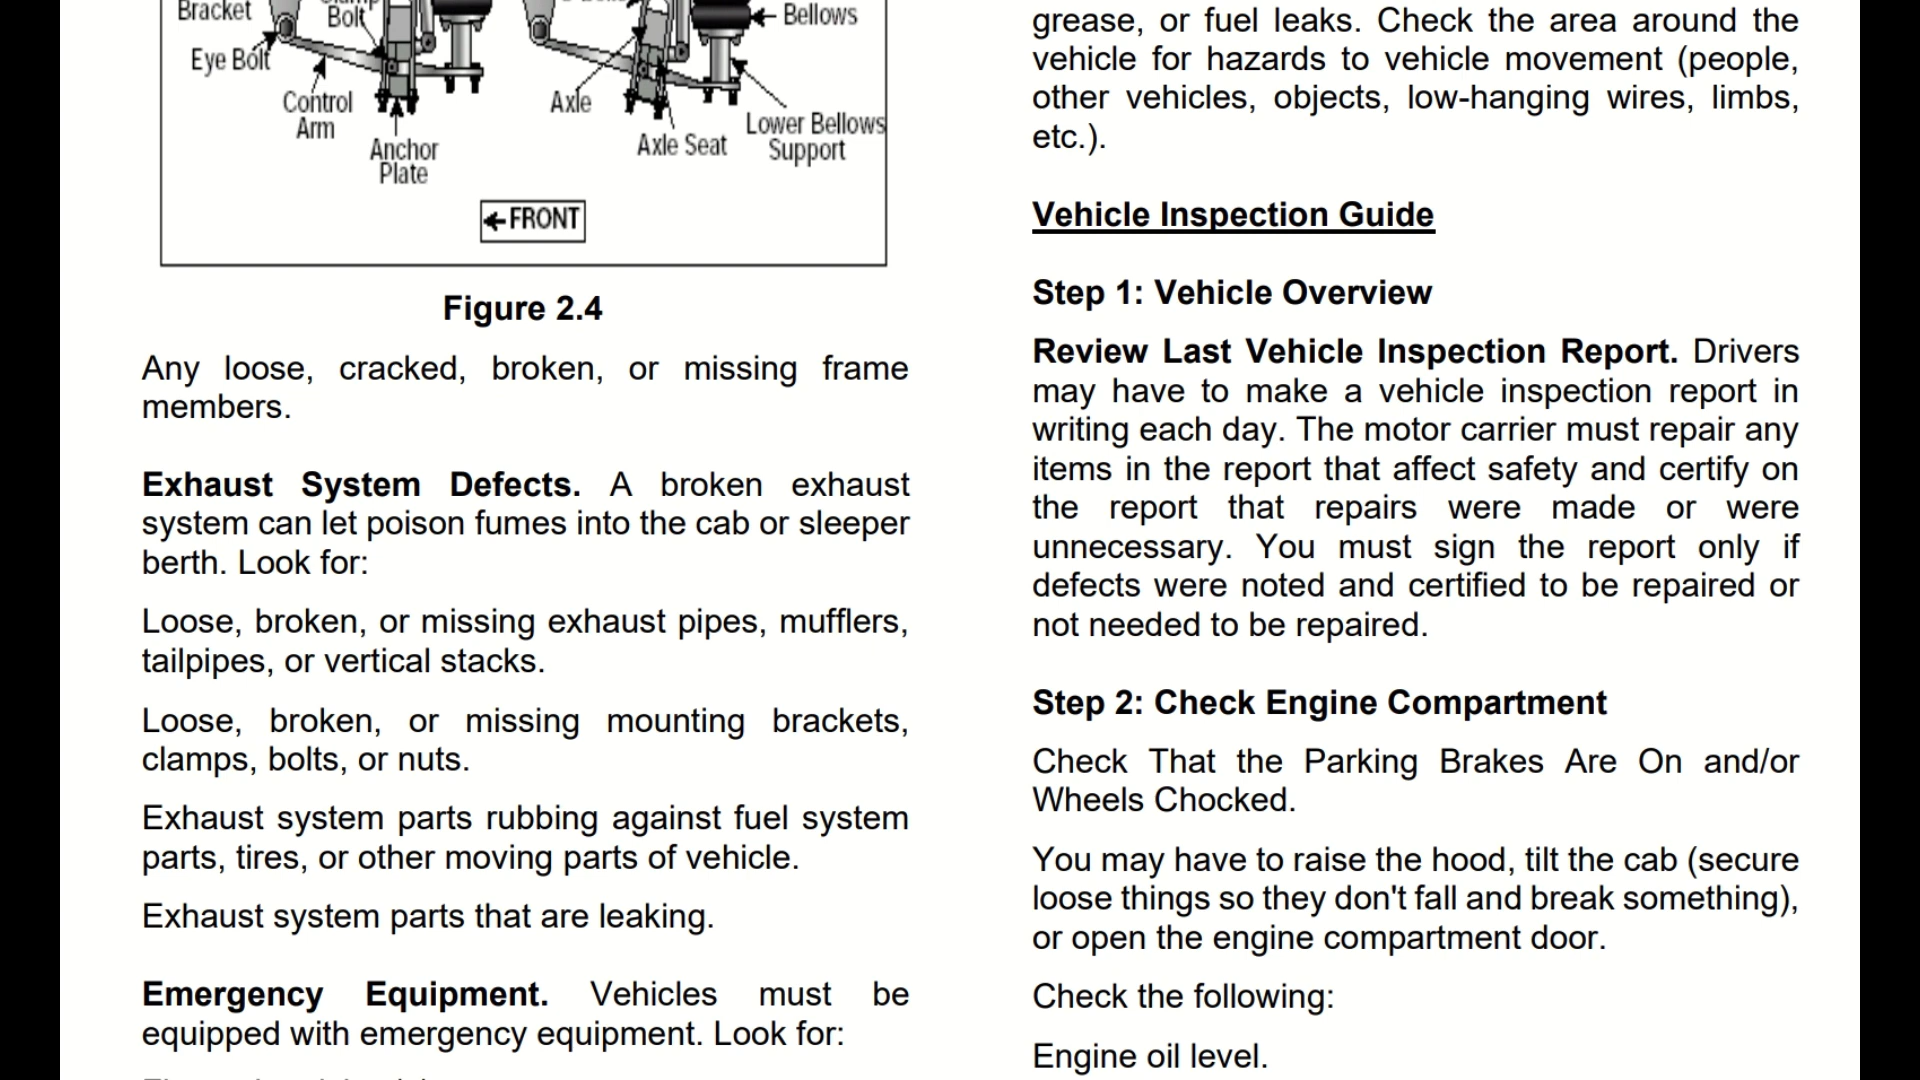 Bracket
Bolt
Eye Bolt
Control
Arm
Anchor
Plate
Axle
Axle Seat
Bellows
Lower Bellows
Support
FRONT
Figure 2.4
Any loose, cracked, broken, or missing frame
members.
Exhaust System Defects. A broken exhaust
system can let poison fumes into the cab or sleeper
berth. Look for:
Loose, broken, or missing exhaust pipes, mufflers,
tailpipes, or vertical stacks.
Loose, broken, or missing mounting brackets,
clamps, bolts, or nuts.
Exhaust system parts rubbing against fuel system
parts, tires, or other moving parts of vehicle.
Exhaust system parts that are leaking.
Emergency Equipment. Vehicles must be
equipped with emergency equipment. Look for:
grease, or fuel leaks. Check the area around the
vehicle for hazards to vehicle movement (people,
other vehicles, objects, low-hanging wires, limbs,
etc.).
Vehicle Inspection Guide
Step 1: Vehicle Overview
Review Last Vehicle Inspection Report. Drivers
may have to make a vehicle inspection report in
writing each day. The motor carrier must repair any
items in the report that affect safety and certify on
the report that repairs were made or were
unnecessary. You must sign the report only if
defects were noted and certified to be repaired or
not needed to be repaired.
Step 2: Check Engine Compartment
Check That the Parking Brakes Are On and/or
Wheels Chocked.
You may have to raise the hood, tilt the cab (secure
loose things so they don't fall and break something),
or open the engine compartment door.
Check the following:
Engine oil level.